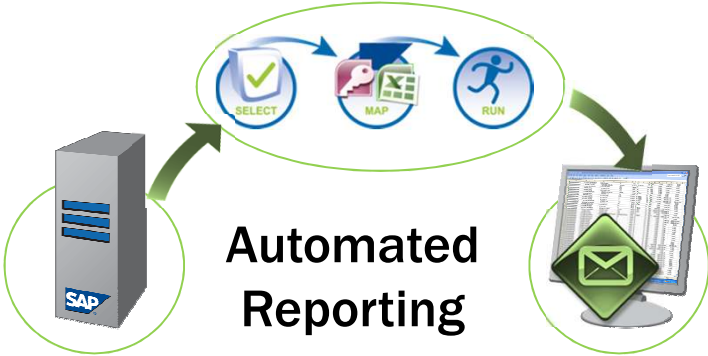 SELECT
MAP
RUN
SAP
Automated
Reporting